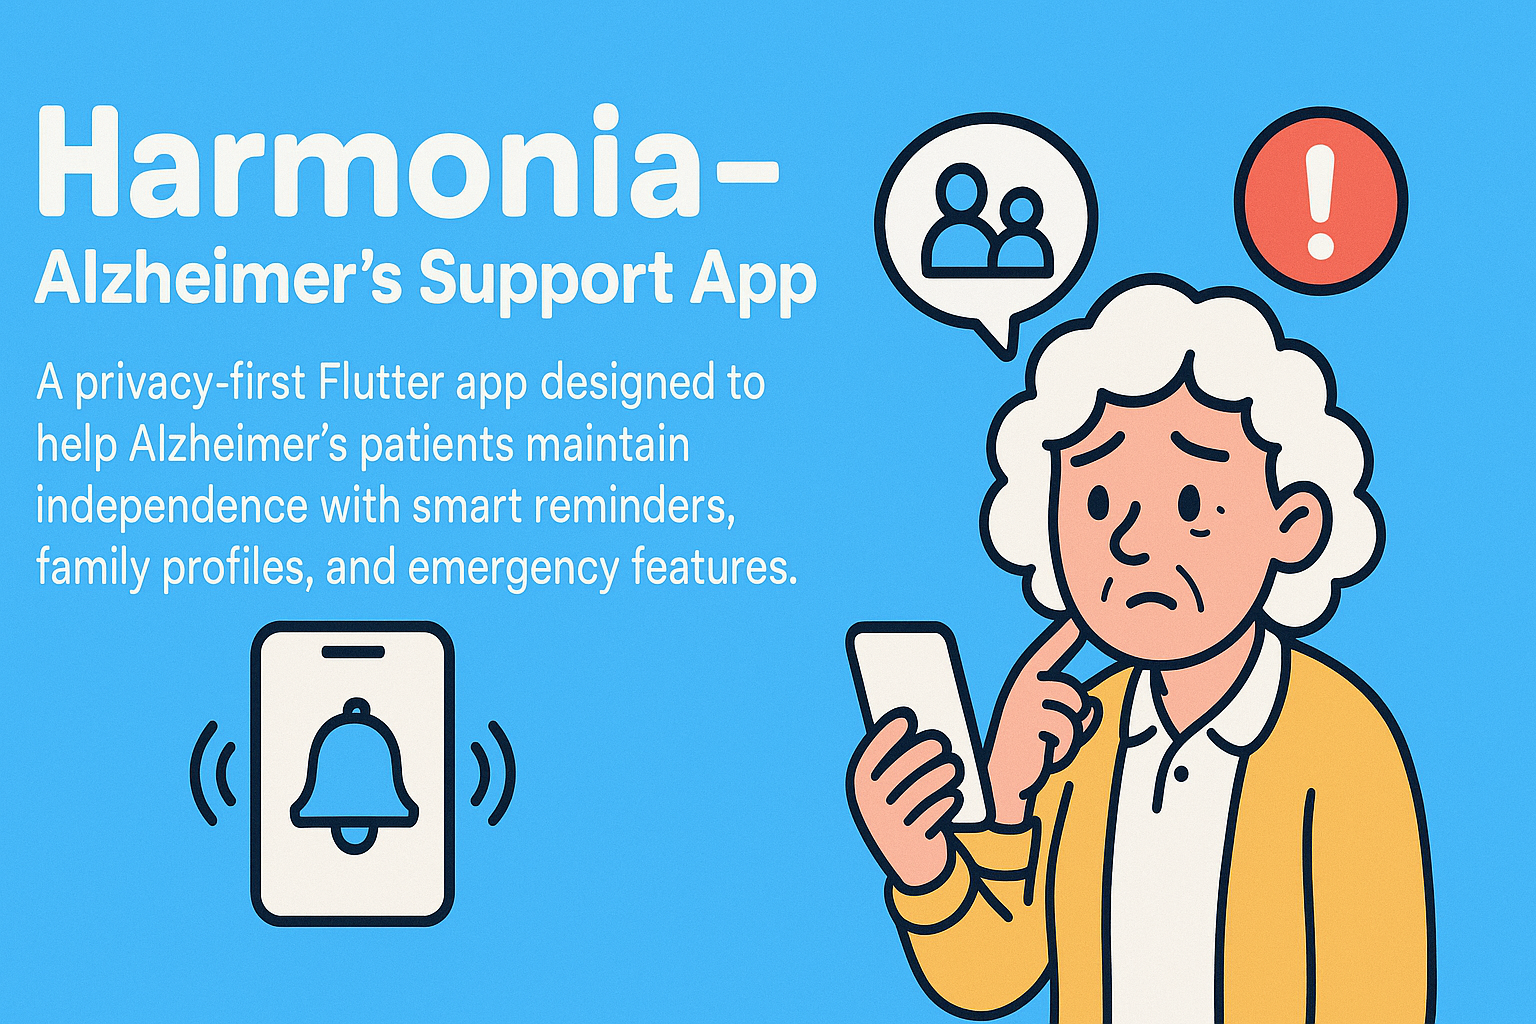 Harmonia–
Alzheimer’s Support App
A privacy-first Flutter app designed to
help Alzheimer’s patients maintain
independence with smart reminders,
family profiles, and emergency features.
!